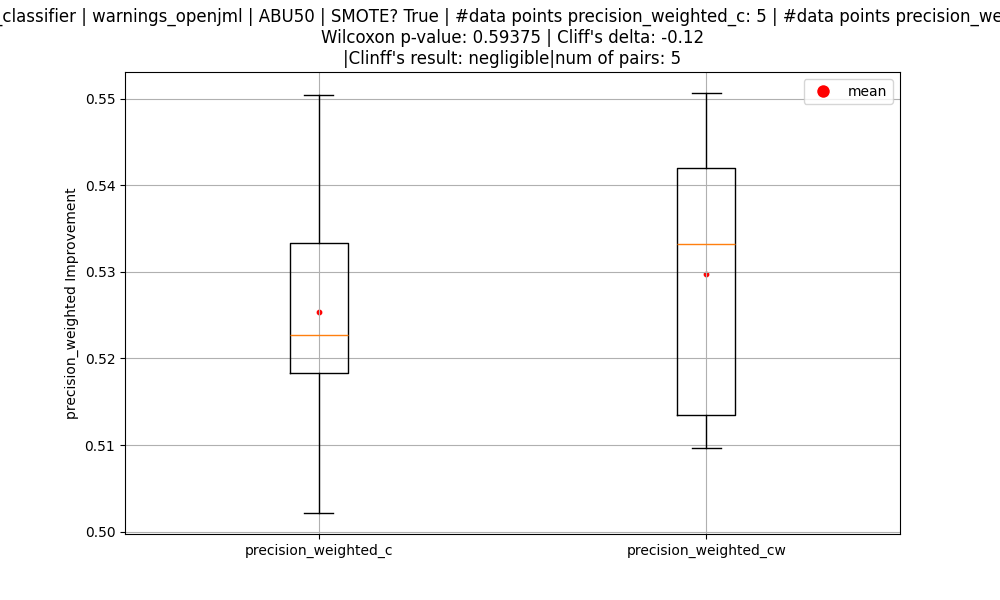 _classifier | warnings_openjml | ABU50 | SMOTE? True | #data points precision_weighted_c: 5 | #data points precision_we
Wilcoxon p-value: 0.59375 | Cliff's delta: -0.12
|Clinff's result: negligible|num of pairs: 5
mean
0.55
0.54
0.53
0.52
0.51
0.50
precision_weighted Improvement
precision_weighted_c
precision_weighted_cw